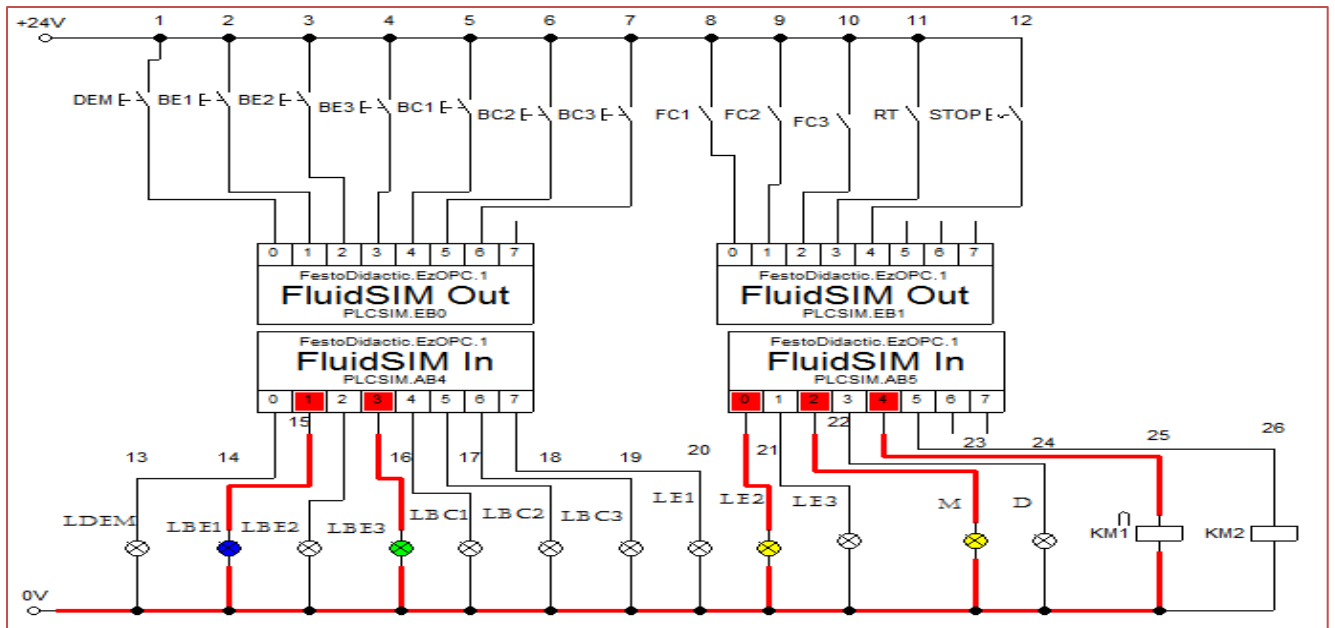 1 2 3 4 5 6 7 8 9 10 11 12
+24V
DEM BE1 BE2 BE3 BC1 BC2 BC3 FC1 FC2 FC3 RT STOP
0 1 2 3 4 5 6 7 0 1 2 3 4 5 6 7
FestoDidactic.EzOPC.1 FestoDidactic.EzOPC.1
FluidSIM Out FluidSIM Out
PLCSIM.EB0 PLCSIM.EB1
FestoDidactic.EzOPC.1 FestoDidactic.EzOPC.1
FluidSIM In FluidSIM In
PLCSIM.AB4 PLCSIM.AB5
0 1 2 3 4 5 6 7 0 1 2 3 4 5 6 7
13 14 15 16 17 18 19 20 21 22 23 24 25 26
LDEM LBE1 LBE2 LBE3 LBC1 LBC2 LBC3 LE1 LE2 LE3 M D KM1 KM2
0V